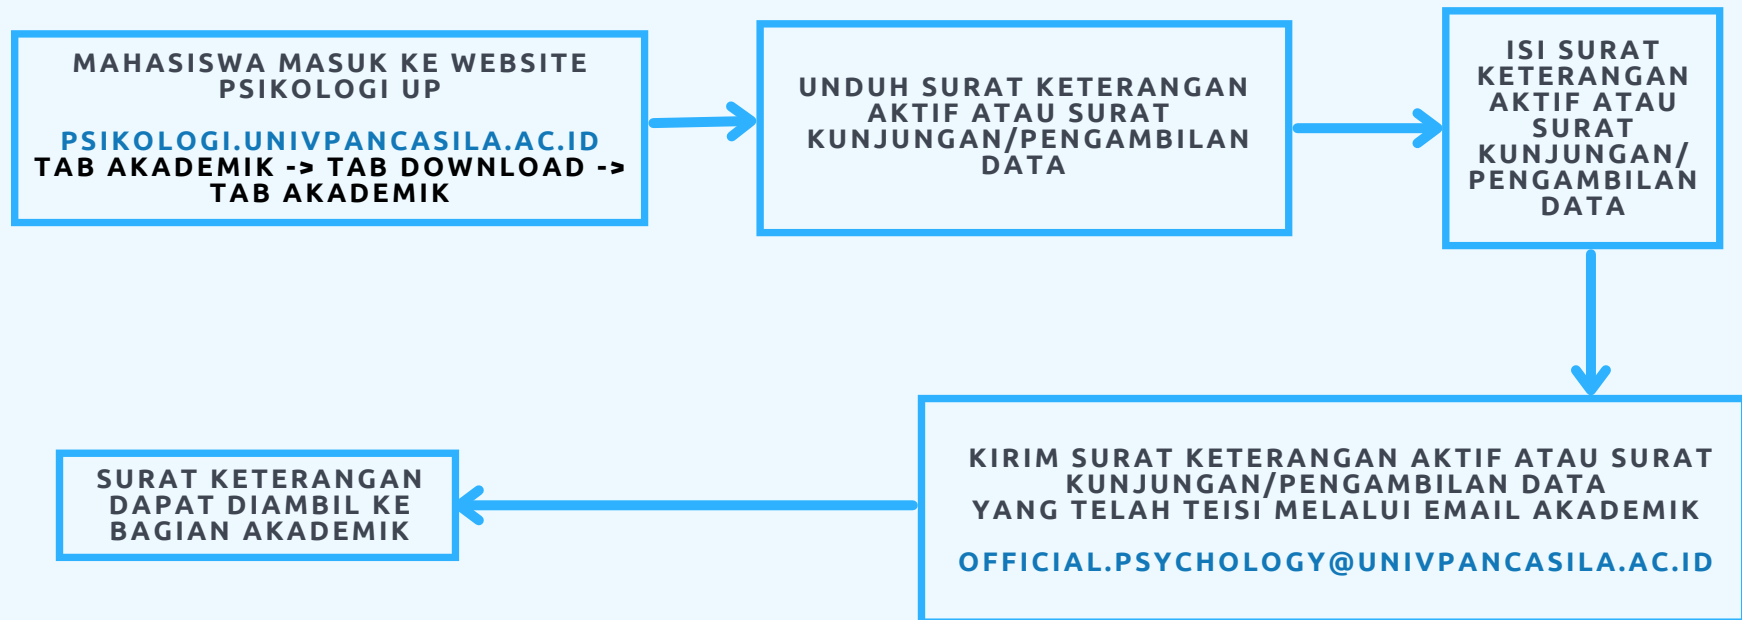 MAHASISWA MASUK KE WEBSITE
PSIKOLOGI UP
PSIKOLOGI.UNIVPANCASILA.AC.ID
TAB AKADEMIK -> TAB DOWNLOAD ->
TAB AKADEMIK
UNDUH SURAT KETERANGAN
AKTIF ATAU SURAT
KUNJUNGAN/PENGAMBILAN
DATA
ISI SURAT
KETERANGAN
AKTIF ATAU
SURAT
KUNJUNGAN/
PENGAMBILAN
DATA
KIRIM SURAT KETERANGAN AKTIF ATAU SURAT
KUNJUNGAN/PENGAMBILAN DATA
YANG TELAH TEISI MELALUI EMAIL AKADEMIK
OFFICIAL.PSYCHOLOGY@UNIVPANCASILA.AC.ID
SURAT KETERANGAN
DAPAT DIAMBIL KE
BAGIAN AKADEMIK